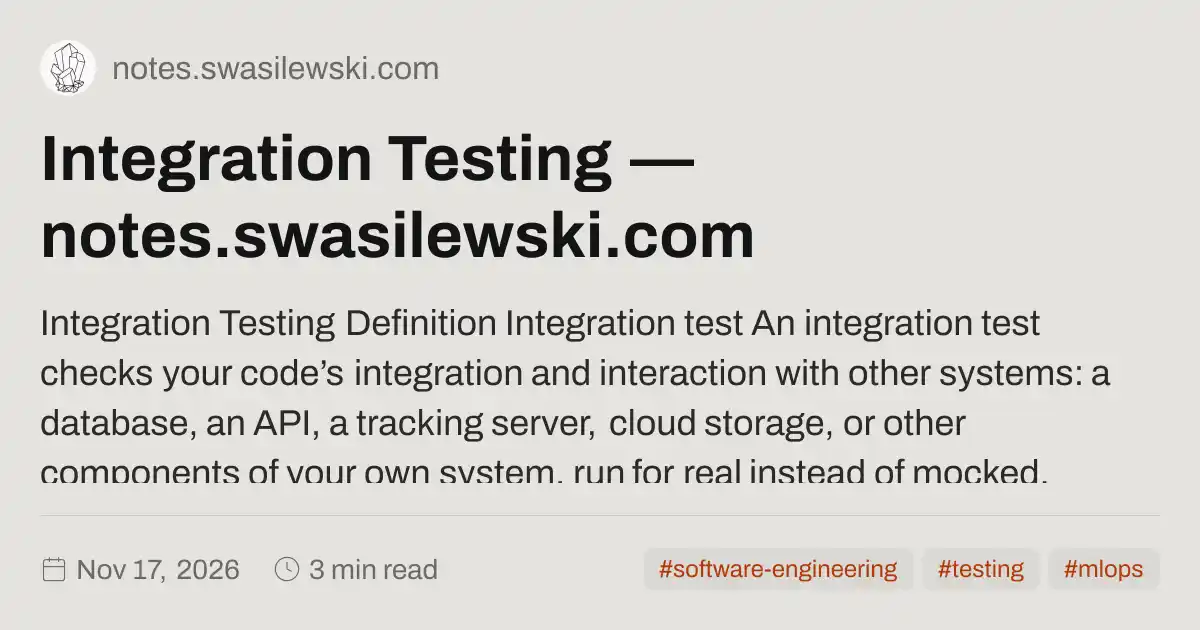 notes.swasilewski.com
Integration Testing —
notes.swasilewski.com
Integration Testing Definition Integration test An integration test
checks your code’s integration and interaction with other systems: a
database, an API, a tracking server, cloud storage, or other
components of your own system, run for real instead of mocked.
Nov 17, 2026
3 min read
#software-engineering
#testing
#mlops